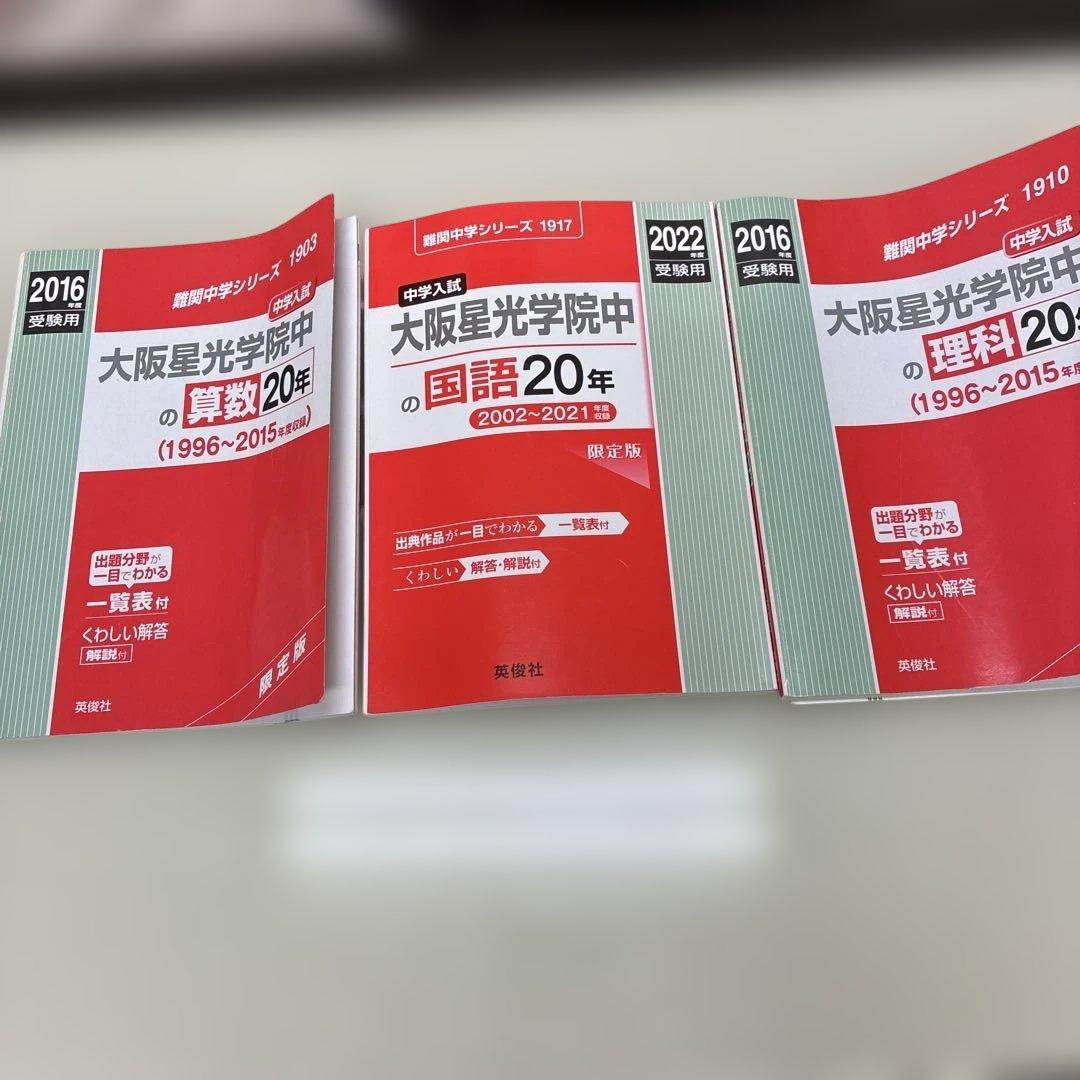 2016年度
受験用
難関中学シリーズ 1903
中学入試
大阪星光学院中
の 算数 20年
(1996〜2015年度収録)
出題分野が
一目でわかる
一覧表付
くわしい解答
解説付
限定版
英俊社
難関中学シリーズ 1917
2022年度
受験用
中学入試
大阪星光学院中
の 国語 20年
2002〜2021年度収録
限定版
出典作品が一目でわかる 一覧表付
くわしい 解答・解説付
英俊社
2016年度
受験用
難関中学シリーズ 1910
中学入試
大阪星光学院中
の 理科 20
(1996〜2015年度
出題分野が
一目でわかる
一覧表付
くわしい解答
解説付
英俊社